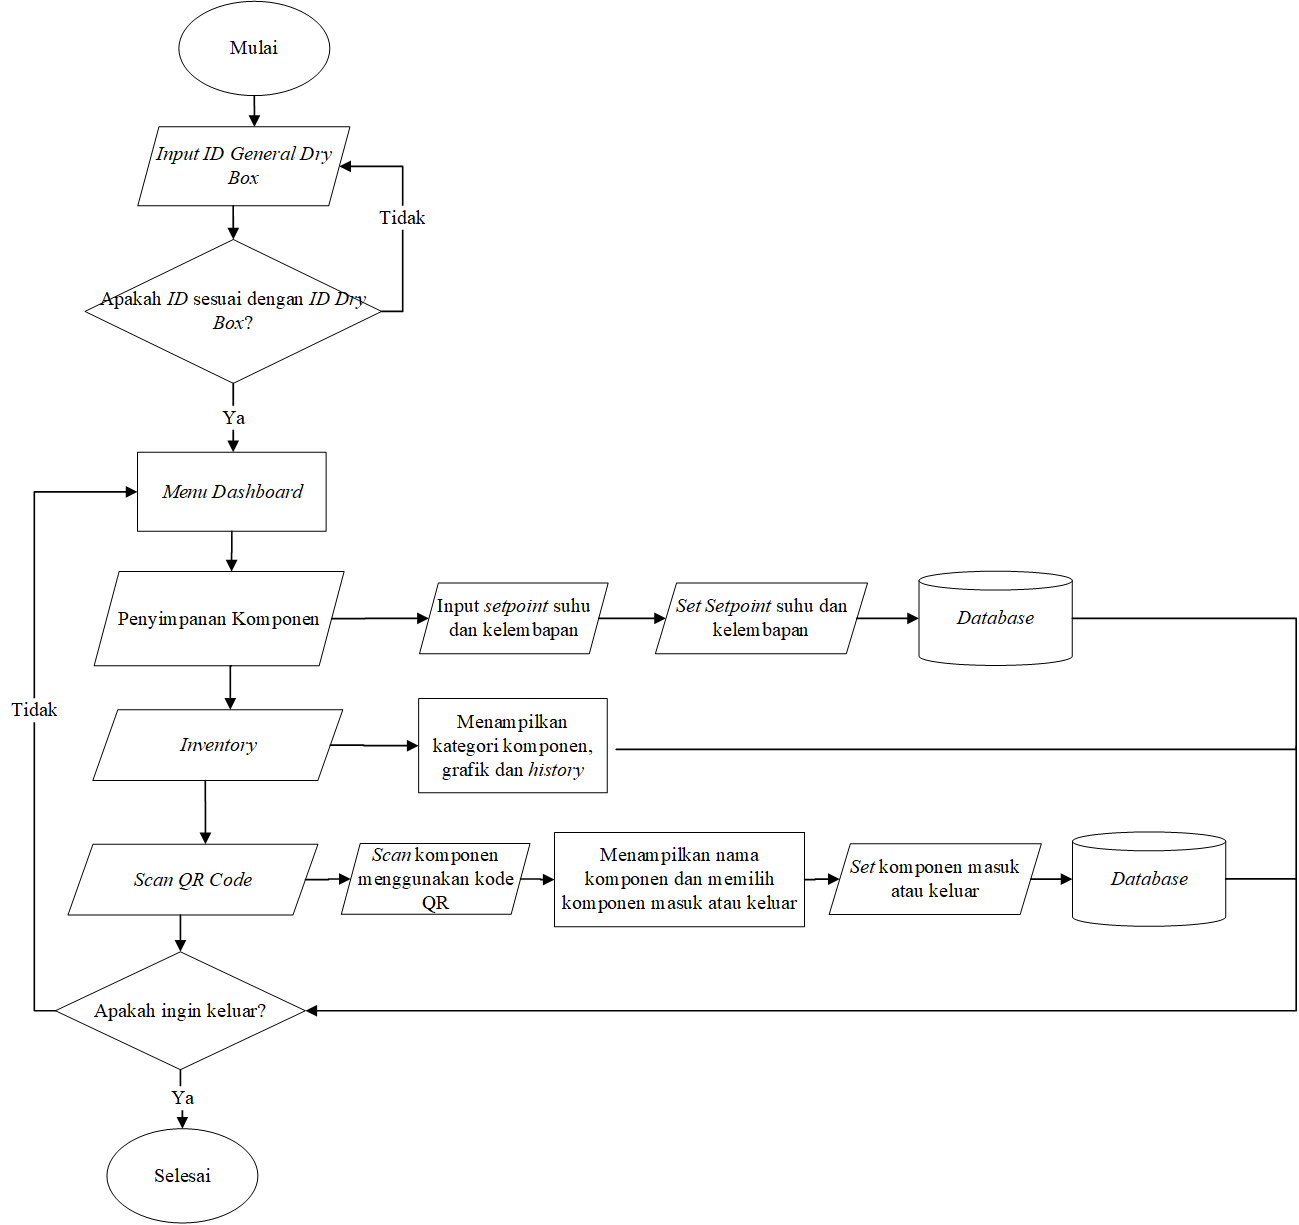 Mulai
Input ID General Dry
Box
Tidak
Apakah ID sesuai dengan ID Dry
Box?
Ya
Menu Dashboard
Penyimpanan Komponen
Input setpoint suhu
dan kelembapan
Set Setpoint suhu dan
kelembapan
Database
Tidak
Inventory
Menampilkan
kategori komponen,
grafik dan history
Scan QR Code
Scan komponen
menggunakan kode
QR
Menampilkan nama
komponen dan memilih
komponen masuk atau keluar
Set komponen masuk
atau keluar
Database
Apakah ingin keluar?
Ya
Selesai